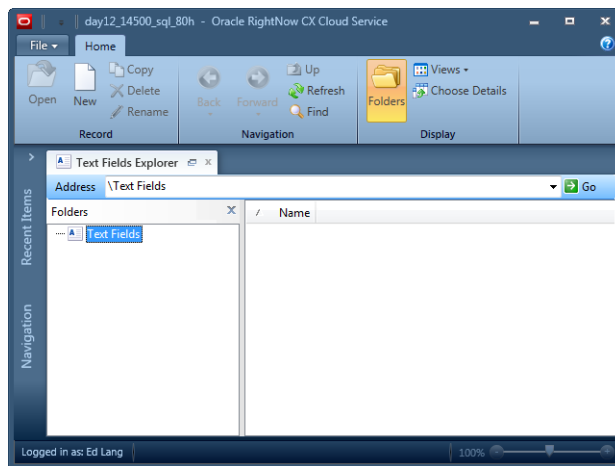 day12_14500_sql_80h - Oracle RightNow CX Cloud Service
File Home
Open New Copy Delete Rename
Back Forward Up Refresh Find
Folders Views Choose Details
Record Navigation Display
Text Fields Explorer
Address \Text Fields Go
Folders / Name
Text Fields
Recent Items
Navigation
Logged in as: Ed Lang 100%